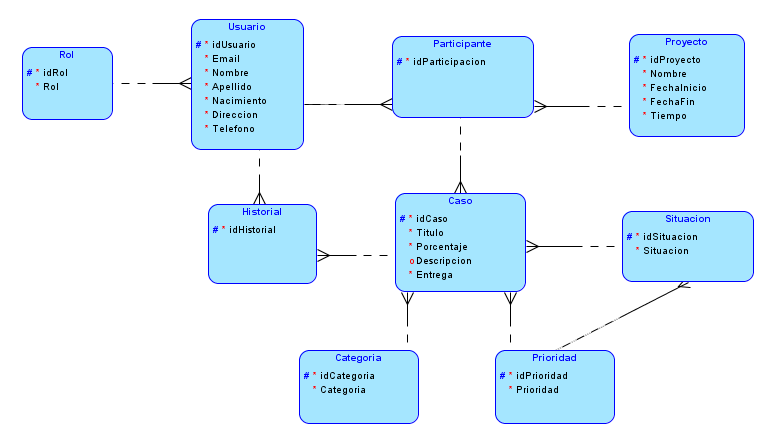 Usuario
# * idUsuario
* Email
* Nombre
* Apellido
* Nacimiento
* Direccion
* Telefono
Participante
# * idParticipacion
Proyecto
# * idProyecto
* Nombre
* FechaInicio
* FechaFin
* Tiempo
Rol
# * idRol
* Rol
Historial
# * idHistorial
Caso
# * idCaso
* Titulo
* Porcentaje
o Descripcion
* Entrega
Situacion
# * idSituacion
* Situacion
Categoria
# * idCategoria
* Categoria
Prioridad
# * idPrioridad
* Prioridad